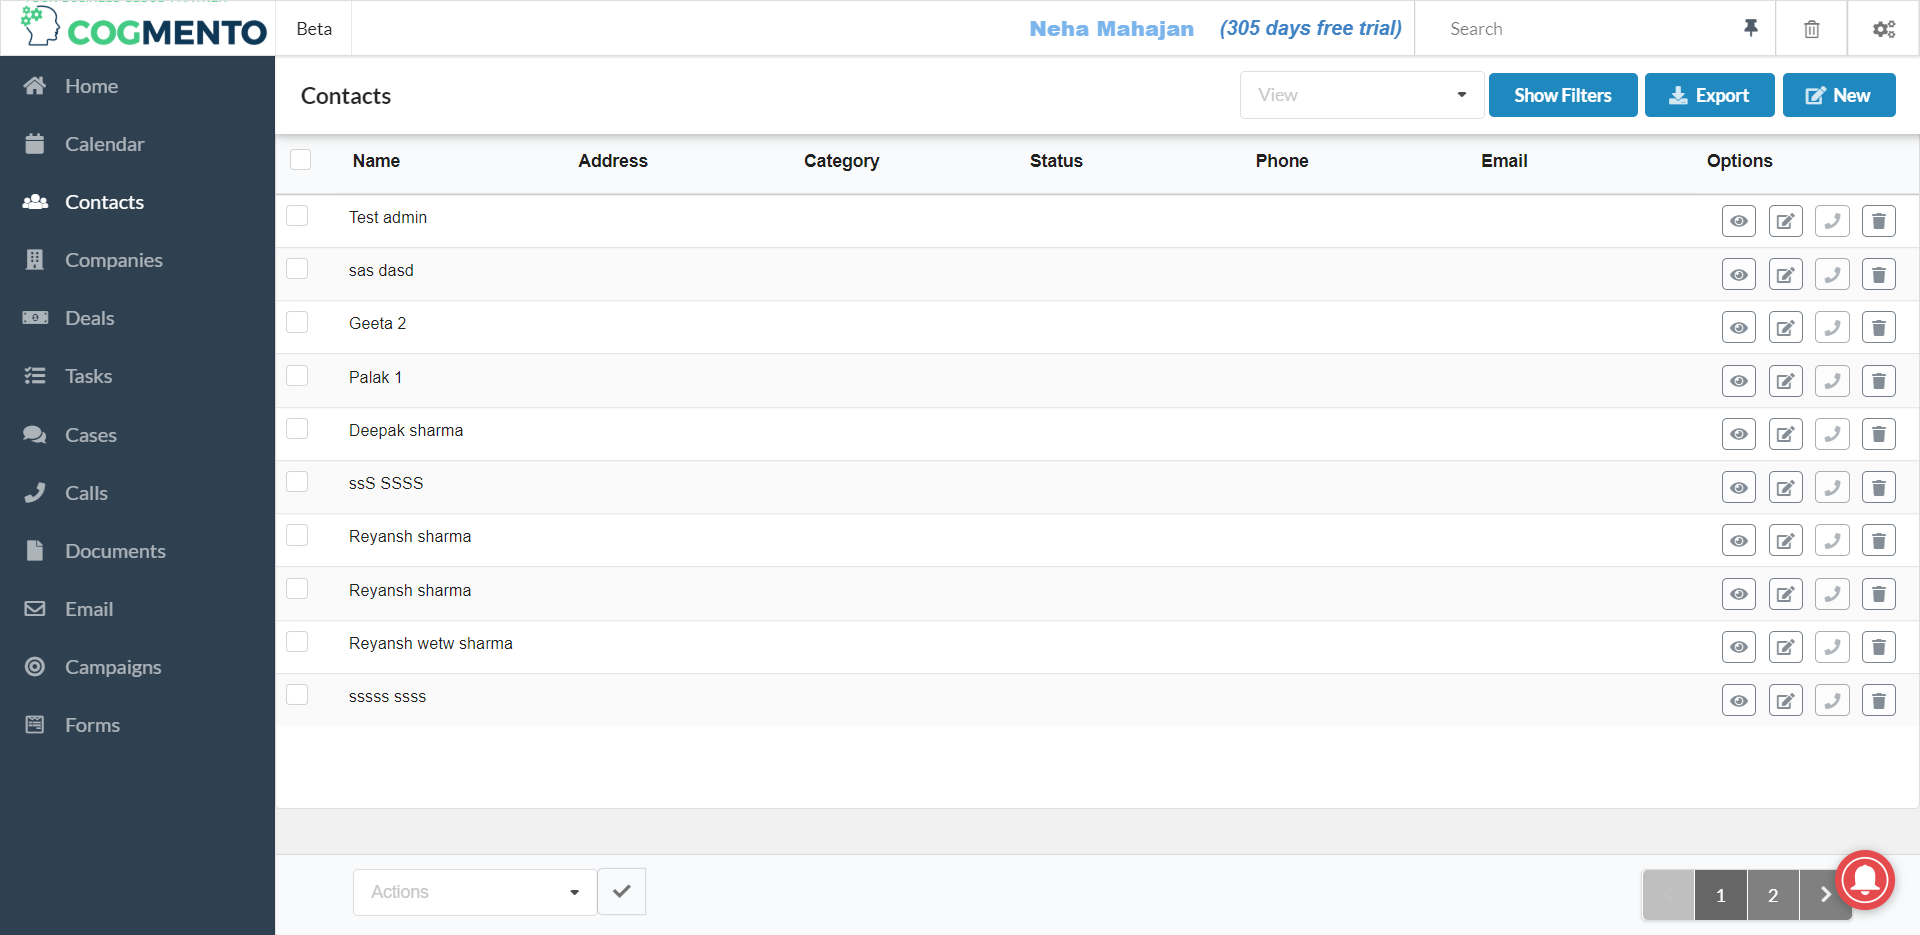 COGMENTO
Beta
Neha Mahajan (305 days free trial)
Search
Home
Calendar
Contacts
Companies
Deals
Tasks
Cases
Calls
Documents
Email
Campaigns
Forms
Contacts
View
Show Filters
Export
New
Name Address Category Status Phone Email Options
Test admin
sas dasd
Geeta 2
Palak 1
Deepak sharma
ssS SSSS
Reyansh sharma
Reyansh sharma
Reyansh wetw sharma
sssss ssss
Actions
1 2